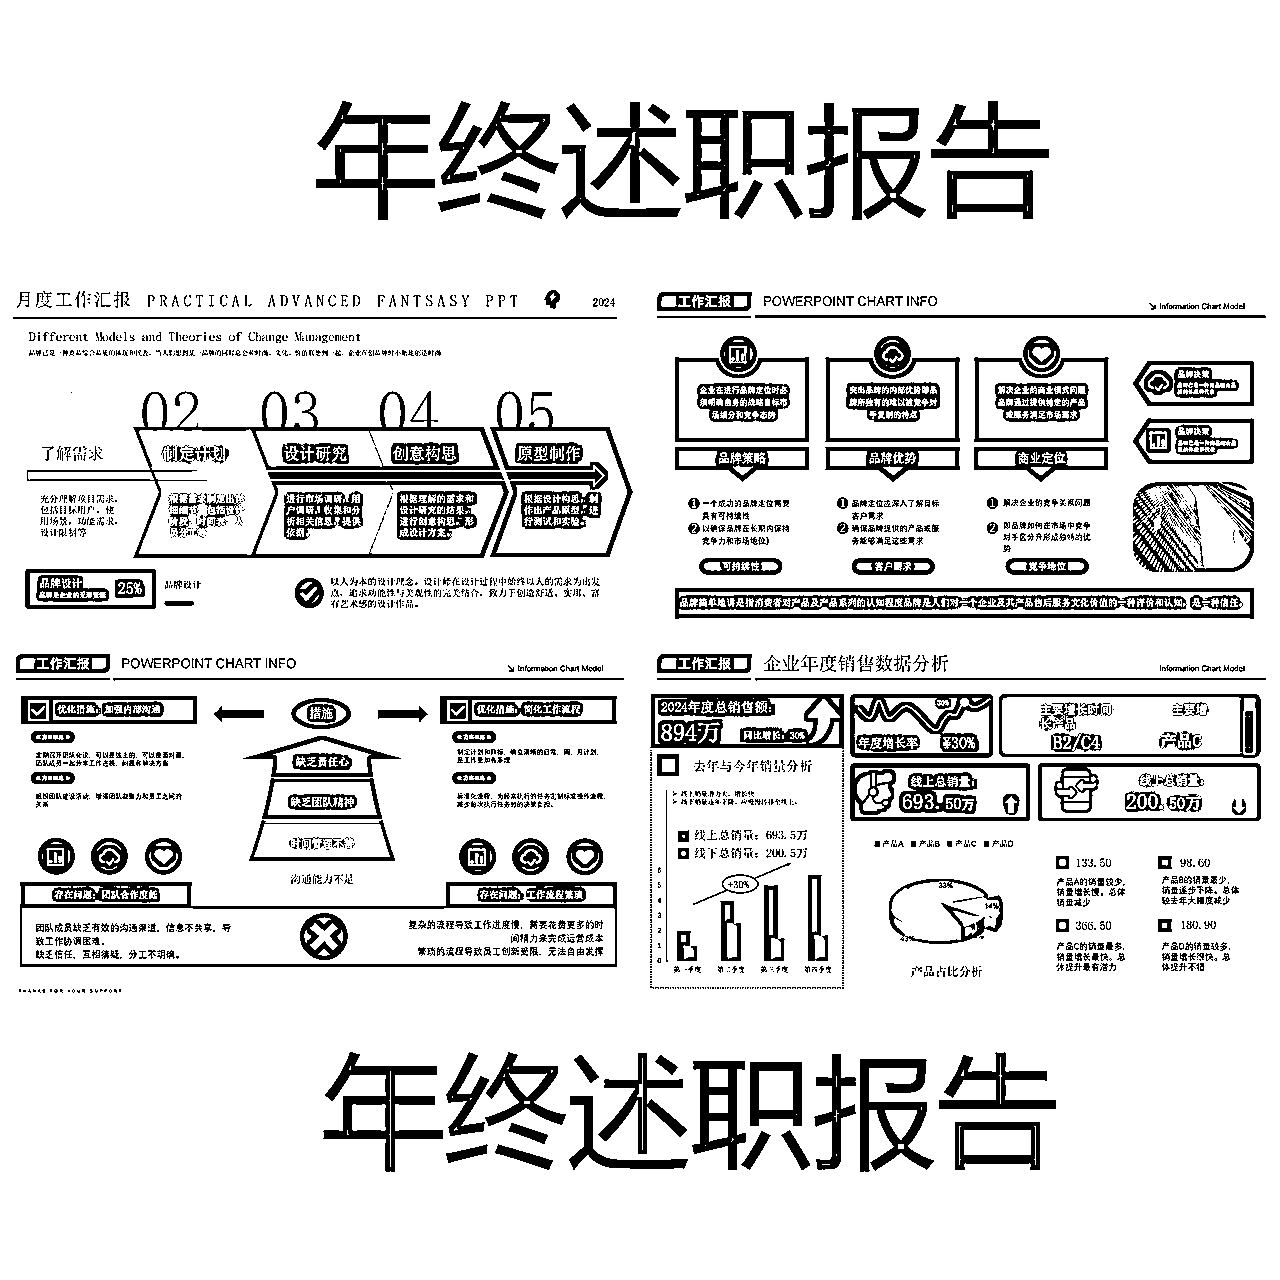 年终述职报告
月度工作汇报 PRACTICAL ADVANCED FANTSASY PPT 2024
Different Models and Theories of Change Management
02 03 04 05
了解需求
制定计划
设计研究
创意构思
原型制作
充分理解项目需求,
包括目标用户、使
用场景, 功能需求,
设计限制等
进行市场调研、用
户调研, 收集和分
析相关信息, 提供
依据。
根据理解的需求和
设计研究的结果,
进行创意构思, 形
成设计方案。
根据设计构思, 制
作出产品原型, 进
行测试和实验。
品牌设计
25%
品牌设计
以人为本的设计理念。设计师在设计过程中始终以人的需求为出发
点, 追求功能性与美观性的完美结合, 致力于创造舒适、实用、富
有艺术感的设计作品。
工作汇报 POWERPOINT CHART INFO
Information Chart Model
企业在进行品牌定位时必
须明确自身的战略目标市
场细分和竞争态势
品牌策略
突出品牌的内部优势即品
牌所独有的难以被竞争对
手复制的特点
品牌优势
解决企业的商业模式问题
品牌通过提供特定的产品
或服务满足市场需求
商业定位
品牌决策
品牌决策
1 一个成功的品牌定位需要
具有可持续性
2 以确保品牌在长期内保持
竞争力和市场地位)
可持续性
1 品牌定位应深入了解目标
客户需求
2 确保品牌提供的产品或服
务能够满足这些需求
客户需求
1 解决企业的竞争关系问题
2 即品牌如何在市场中竞争
对手区分开形成独特的优
势
竞争地位
品牌简单地讲是指消费者对产品及产品系列的认知程度品牌是人们对一个企业及其产品售后服务文化价值的一种评价和认知, 是一种信任,
工作汇报 POWERPOINT CHART INFO
Information Chart Model
优化措施: 加强内部沟通
措施
优化措施: 简化工作流程
缺乏责任心
缺乏团队精神
时间管理不善
沟通能力不足
存在问题: 团队合作度低
存在问题: 工作流程繁琐
团队成员缺乏有效的沟通渠道, 信息不共享, 导
致工作协调困难。
缺乏信任, 互相猜疑, 分工不明确。
复杂的流程导致工作进度慢, 需要花费更多的时
间精力来完成运营成本
繁琐的流程导致员工创新受限, 无法自由发挥
THANKS FOR YOUR SUPPORT
工作汇报 企业年度销售数据分析
Information Chart Model
2024年度总销售额:
894万 同比增长: 30%
30%
年度增长率 率30%
主要增长时间
长产品
B2/C4
主要增
产品C
线上总销量:
693.50万
线上总销量:
200.50万
去年与今年销量分析
线上总销量: 693.5万
线下总销量: 200.5万
+30%
6
5
4
3
2
1
0
第一季度 第二季度 第三季度 第四季度
产品A 产品B 产品C 产品D
33%
14%
43%
产品占比分析
133.50
产品A的销量较少,
销量增长慢, 总体
销量减少
98.60
产品B的销量最少,
销量逐步下降, 总体
较去年大幅度减少
366.50
产品C的销量最多,
销量增长最快, 总
体提升最有潜力
180.90
产品D的销量较多,
销量增长很快, 总
体提升不错
年终述职报告